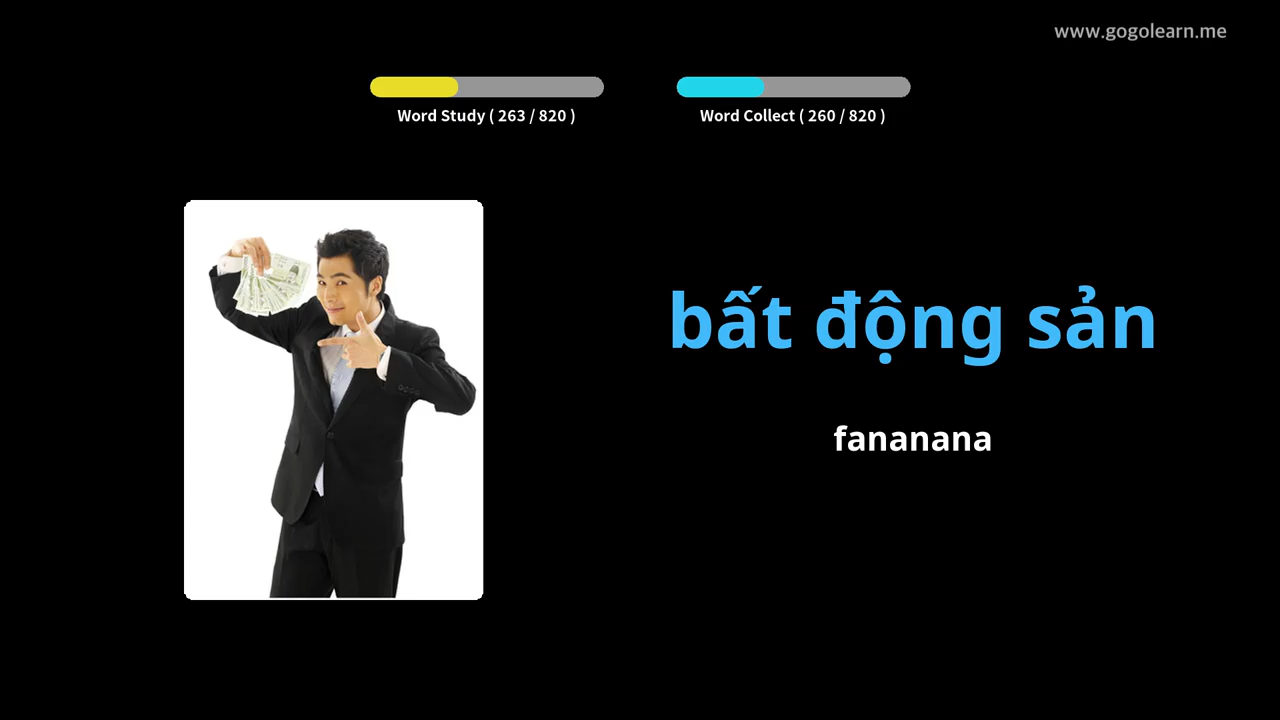 www.gogolearn.me
Word Study ( 263 / 820 )
Word Collect ( 260 / 820 )
bất động sản
fananana